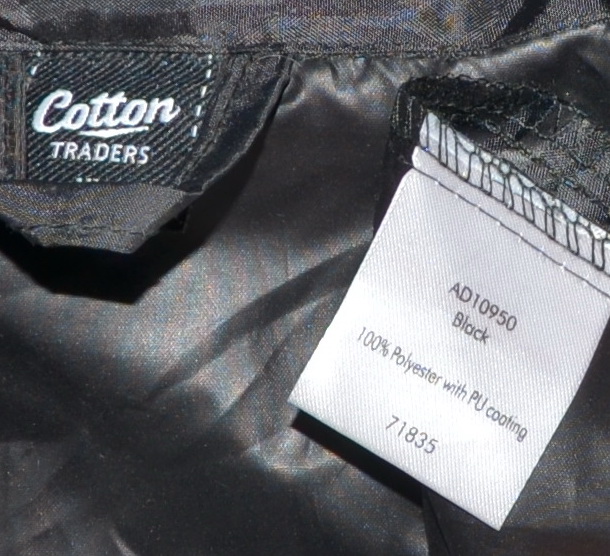 Cotton
TRADERS
AD10950
Black
100% Polyester with PU coating
71835